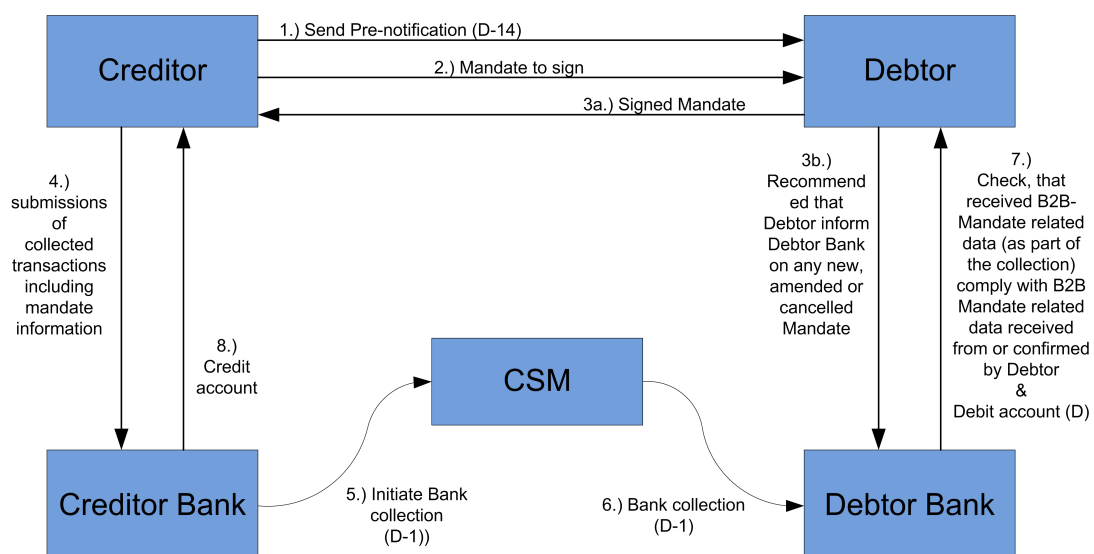 1.) Send Pre-notification (D-14)
Creditor
Debtor
2.) Mandate to sign
3a.) Signed Mandate
4.)
submissions
of
collected
transactions
including
mandate
information
3b.)
Recommend
ed that
Debtor inform
Debtor Bank
on any new,
amended or
cancelled
Mandate
7.)
Check, that
received B2B-
Mandate related
data (as part of
the collection)
comply with B2B
Mandate related
data received
from or confirmed
by Debtor
&
Debit account (D)
8.)
Credit
account
CSM
Creditor Bank
5.) Initiate Bank
collection
(D-1))
6.) Bank collection
(D-1)
Debtor Bank